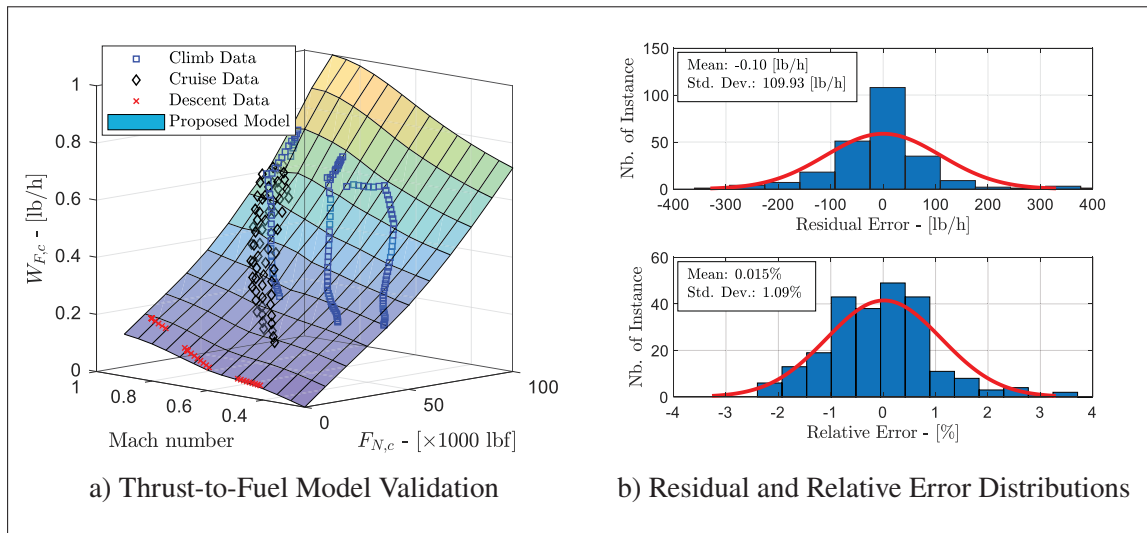 Climb Data
Cruise Data
Descent Data
Proposed Model
1
0.8
0.6
0.4
0.2
0
W_{F,c} - [lb/h]
1
0.8
0.6
0.4
Mach number
0
50
100
F_{N,c} - [×1000 lbf]
a) Thrust-to-Fuel Model Validation
150
100
50
0
Nb. of Instance
Mean: -0.10 [lb/h]
Std. Dev.: 109.93 [lb/h]
-400 -300 -200 -100 0 100 200 300 400
Residual Error - [lb/h]
60
40
20
0
Nb. of Instance
Mean: 0.015%
Std. Dev.: 1.09%
-4 -3 -2 -1 0 1 2 3 4
Relative Error - [%]
b) Residual and Relative Error Distributions